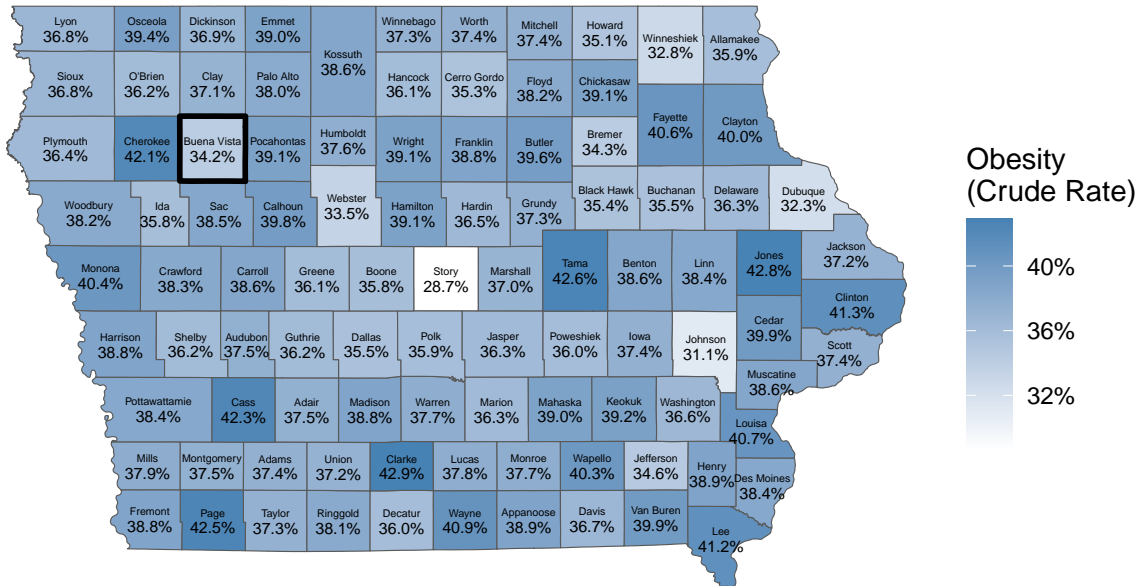 Lyon
36.8%
Osceola
39.4%
Dickinson
36.9%
Emmet
39.0%
Kossuth
38.6%
Winnebago
37.3%
Worth
37.4%
Mitchell
37.4%
Howard
35.1%
Winneshiek
32.8%
Allamakee
35.9%
Sioux
36.8%
O'Brien
36.2%
Clay
37.1%
Palo Alto
38.0%
Hancock
36.1%
Cerro Gordo
35.3%
Floyd
38.2%
Chickasaw
39.1%
Fayette
40.6%
Clayton
40.0%
Plymouth
36.4%
Cherokee
42.1%
Buena Vista
34.2%
Pocahontas
39.1%
Humboldt
37.6%
Wright
39.1%
Franklin
38.8%
Butler
39.6%
Bremer
34.3%
Woodbury
38.2%
Ida
35.8%
Sac
38.5%
Calhoun
39.8%
Webster
33.5%
Hamilton
39.1%
Hardin
36.5%
Grundy
37.3%
Black Hawk
35.4%
Buchanan
35.5%
Delaware
36.3%
Dubuque
32.3%
Monona
40.4%
Crawford
38.3%
Carroll
38.6%
Greene
36.1%
Boone
35.8%
Story
28.7%
Marshall
37.0%
Tama
42.6%
Benton
38.6%
Linn
38.4%
Jones
42.8%
Jackson
37.2%
Clinton
41.3%
Harrison
38.8%
Shelby
36.2%
Audubon
37.5%
Guthrie
36.2%
Dallas
35.5%
Polk
35.9%
Jasper
36.3%
Poweshiek
36.0%
Iowa
37.4%
Johnson
31.1%
Cedar
39.9%
Scott
37.4%
Muscatine
38.6%
Pottawattamie
38.4%
Cass
42.3%
Adair
37.5%
Madison
38.8%
Warren
37.7%
Marion
36.3%
Mahaska
39.0%
Keokuk
39.2%
Washington
36.6%
Louisa
40.7%
Mills
37.9%
Montgomery
37.5%
Adams
37.4%
Union
37.2%
Clarke
42.9%
Lucas
37.8%
Monroe
37.7%
Wapello
40.3%
Jefferson
34.6%
Henry
38.9%
Des Moines
38.4%
Fremont
38.8%
Page
42.5%
Taylor
37.3%
Ringgold
38.1%
Decatur
36.0%
Wayne
40.9%
Appanoose
38.9%
Davis
36.7%
Van Buren
39.9%
Lee
41.2%
Obesity
(Crude Rate)
40%
36%
32%